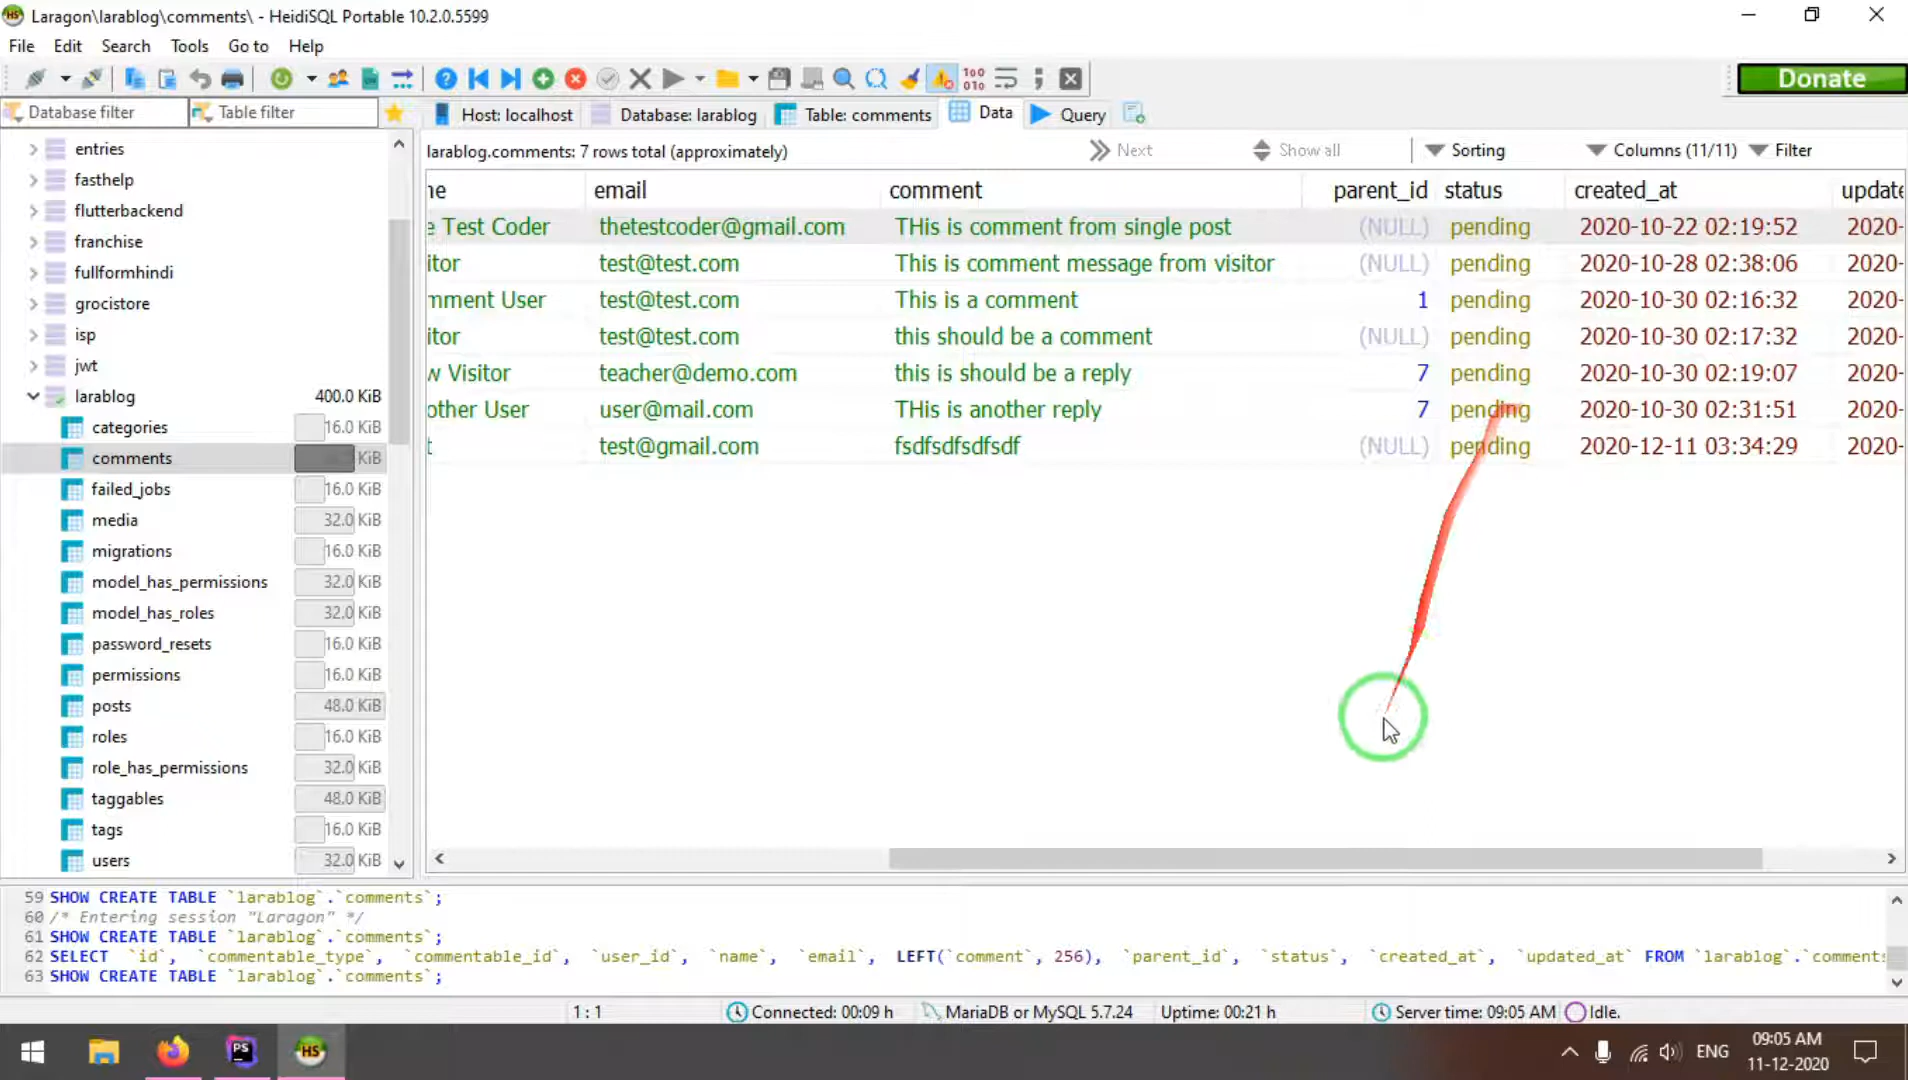 Laragon\larablog\comments\ - HeidiSQL Portable 10.2.0.5599
File Edit Search Tools Go to Help
Donate
Database filter Table filter Host: localhost Database: larablog Table: comments Data Query
larablog.comments: 7 rows total (approximately) Next Show all Sorting Columns (11/11) Filter
entries
fasthelp
flutterbackend
franchise
fullformhindi
grocistore
isp
jwt
larablog 400.0 KiB
categories 16.0 KiB
comments KiB
failed_jobs 16.0 KiB
media 32.0 KiB
migrations 16.0 KiB
model_has_permissions 32.0 KiB
model_has_roles 32.0 KiB
password_resets 16.0 KiB
permissions 16.0 KiB
posts 48.0 KiB
roles 16.0 KiB
role_has_permissions 32.0 KiB
taggables 48.0 KiB
tags 16.0 KiB
users 32.0 KiB
ne email comment parent_id status created_at update
e Test Coder thetestcoder@gmail.com THis is comment from single post (NULL) pending 2020-10-22 02:19:52 2020-
itor test@test.com This is comment message from visitor (NULL) pending 2020-10-28 02:38:06 2020-
mment User test@test.com This is a comment 1 pending 2020-10-30 02:16:32 2020-
itor test@test.com this should be a comment (NULL) pending 2020-10-30 02:17:32 2020-
w Visitor teacher@demo.com this is should be a reply 7 pending 2020-10-30 02:19:07 2020-
other User user@mail.com THis is another reply 7 pending 2020-10-30 02:31:51 2020-
t test@gmail.com fsdfsdfsdfsdf (NULL) pending 2020-12-11 03:34:29 2020-
59 SHOW CREATE TABLE `larablog`.`comments`;
60 /* Entering session "Laragon" */
61 SHOW CREATE TABLE `larablog`.`comments`;
62 SELECT `id`, `commentable_type`, `commentable_id`, `user_id`, `name`, `email`, LEFT(`comment`, 256), `parent_id`, `status`, `created_at`, `updated_at` FROM `larablog`.`comments
63 SHOW CREATE TABLE `larablog`.`comments`;
1 : 1 Connected: 00:09 h MariaDB or MySQL 5.7.24 Uptime: 00:21 h Server time: 09:05 AM Idle.
PS HS ENG 09:05 AM
11-12-2020